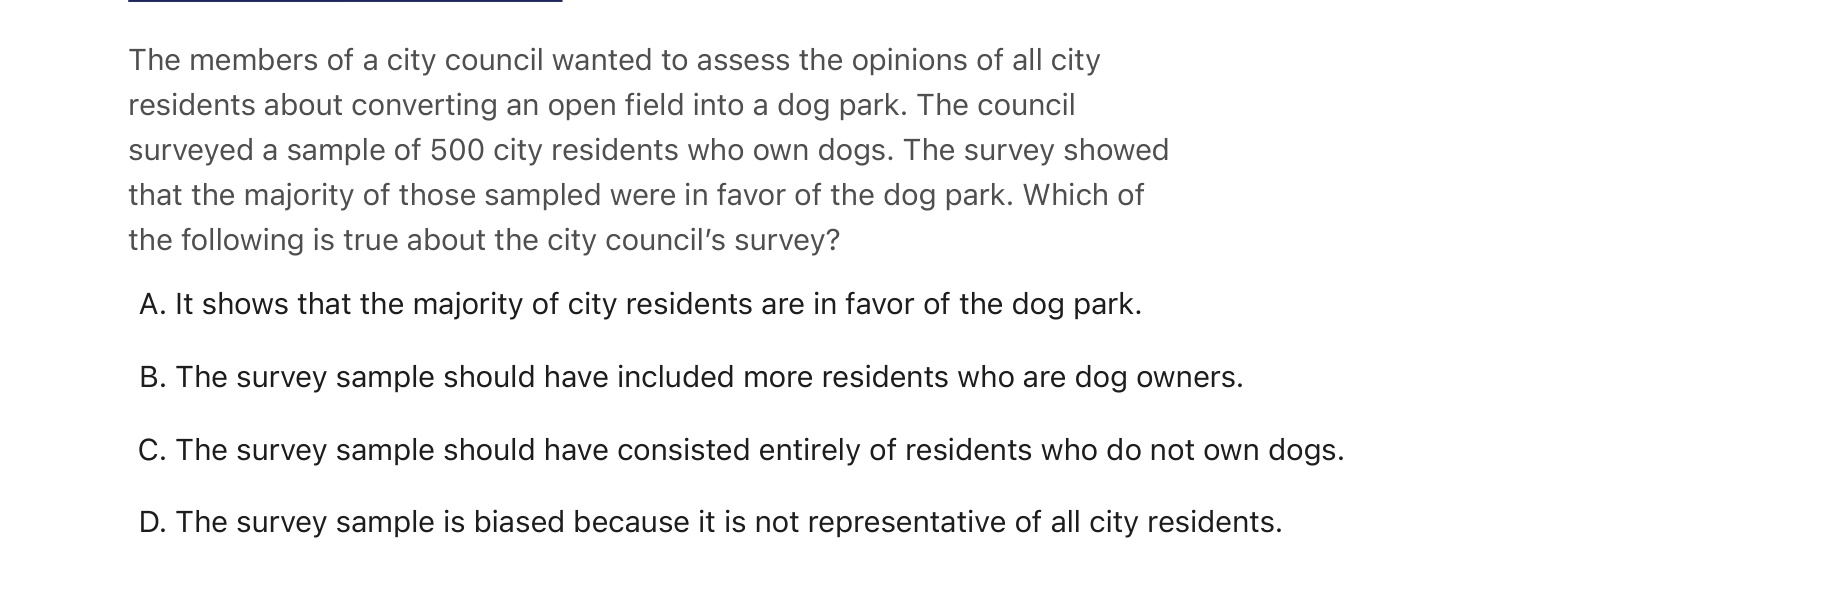 The members of a city council wanted to assess the opinions of all city
residents about converting an open field into a dog park. The council
surveyed a sample of 500 city residents who own dogs. The survey showed
that the majority of those sampled were in favor of the dog park. Which of
the following is true about the city council’s survey?
A. It shows that the majority of city residents are in favor of the dog park.
B. The survey sample should have included more residents who are dog owners.
C. The survey sample should have consisted entirely of residents who do not own dogs.
D. The survey sample is biased because it is not representative of all city residents.